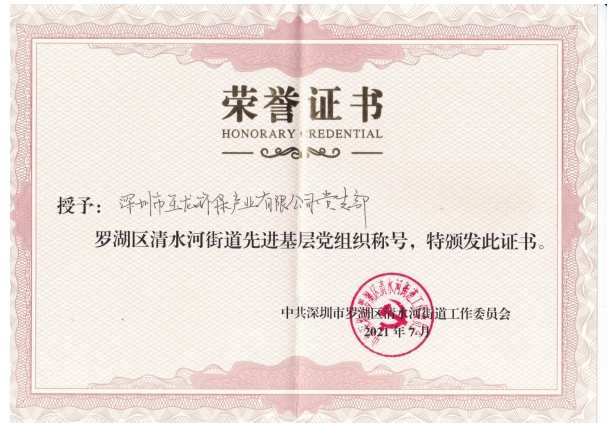 荣誉证书
HONORARY CREDENTIAL
授予：深圳市玉龙环保产业有限公司党支部
罗湖区清水河街道先进基层党组织称号，特颁发此证书。
中共深圳市罗湖区清水河街道工作委员会
2021年7月